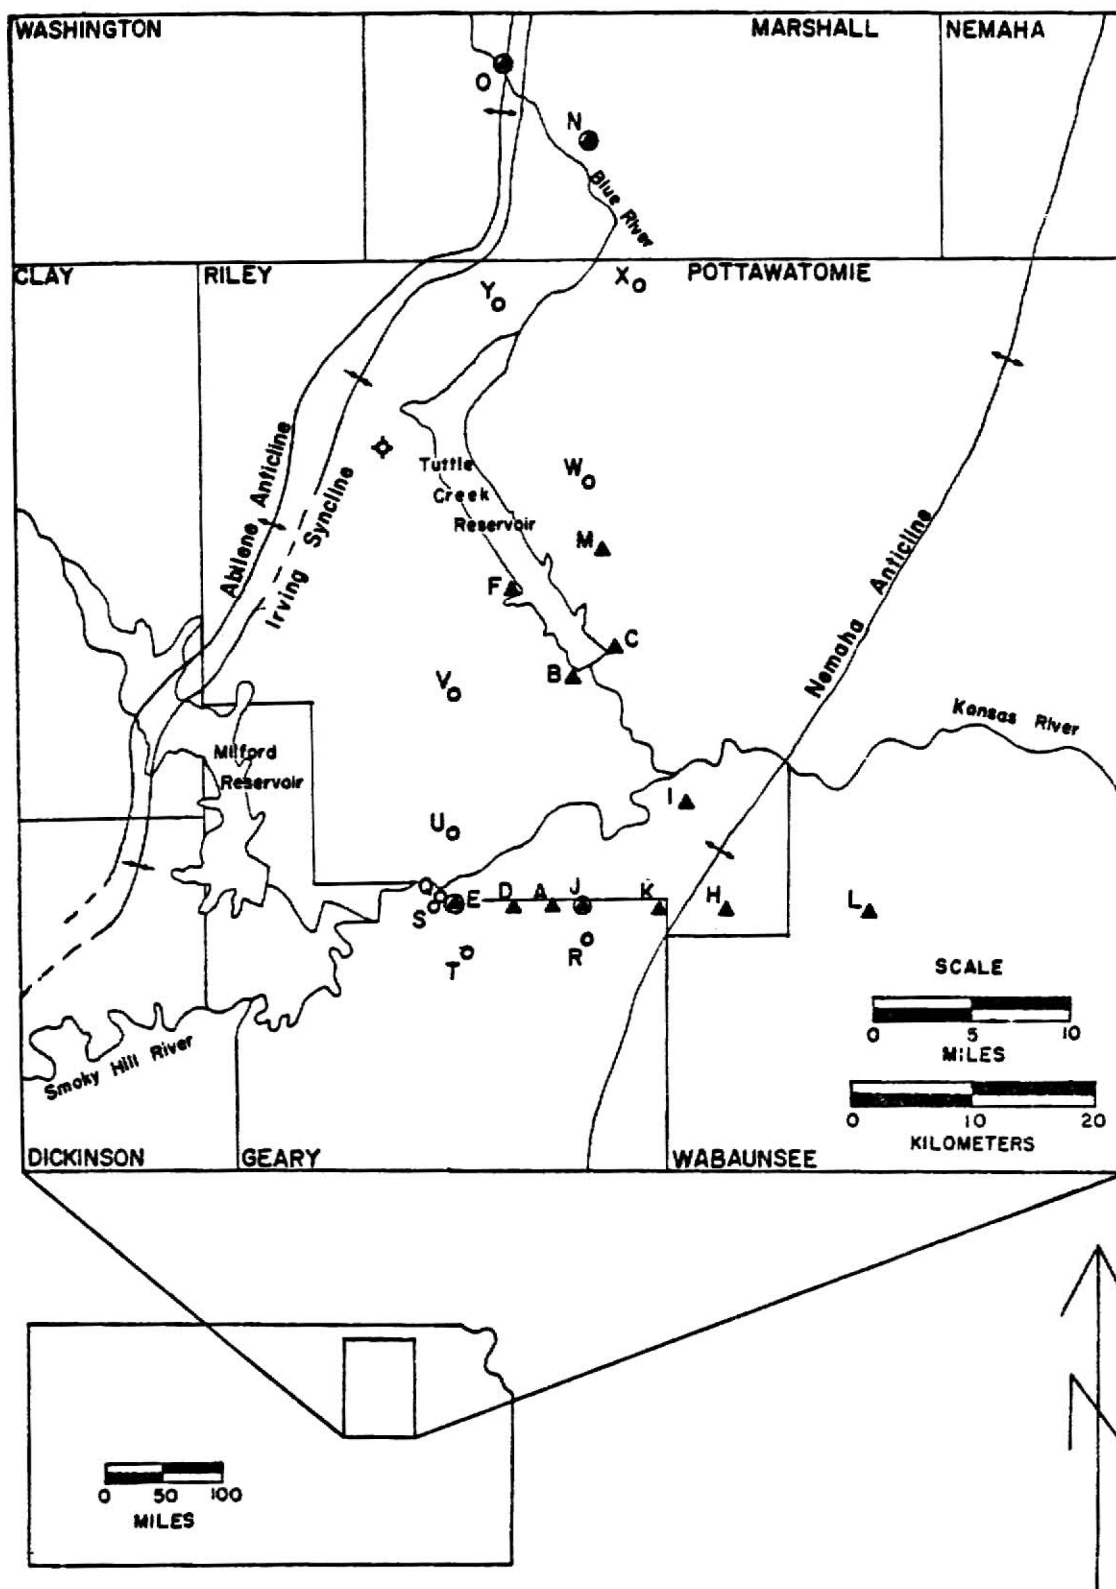 WASHINGTON
MARSHALL
NEMAHA
O
N
Blue River
CLAY
RILEY
X
POTTAWATOMIE
Y
Abilene Anticline
Irving Syncline
Tuttle
Creek
Reservoir
W
M
F
C
B
Nemaha Anticline
V
Kansas River
Milford
Reservoir
I
U
Q
S
E
D
A
J
K
H
L
T
R
SCALE
0 5 10
MILES
0 10 20
KILOMETERS
Smoky Hill River
DICKINSON
GEARY
WABAUNSEE
0 50 100
MILES